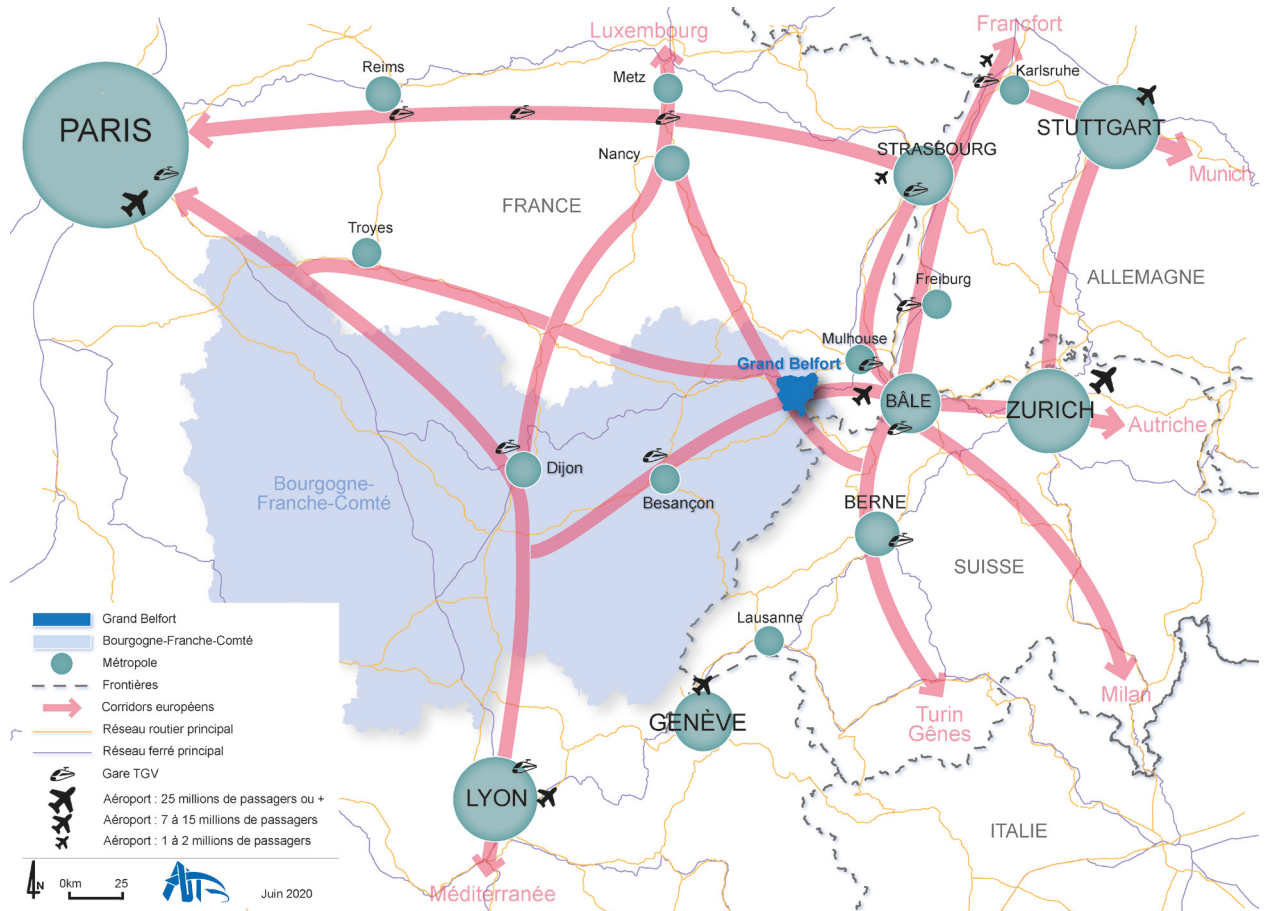 Luxembourg
Francfort
Reims
Metz
Karlsruhe
PARIS
STUTTGART
STRASBOURG
Nancy
Munich
FRANCE
Troyes
ALLEMAGNE
Freiburg
Mulhouse
Grand Belfort
BÂLE
ZURICH
Autriche
Dijon
Bourgogne-
Franche-Comté
Besançon
BERNE
SUISSE
Lausanne
Milan
Turin
Gênes
GENÈVE
LYON
ITALIE
Méditerranée
Grand Belfort
Bourgogne-Franche-Comté
Métropole
Frontières
Corridors européens
Réseau routier principal
Réseau ferré principal
Gare TGV
Aéroport : 25 millions de passagers ou +
Aéroport : 7 à 15 millions de passagers
Aéroport : 1 à 2 millions de passagers
N
0km 25
AUTB
Juin 2020